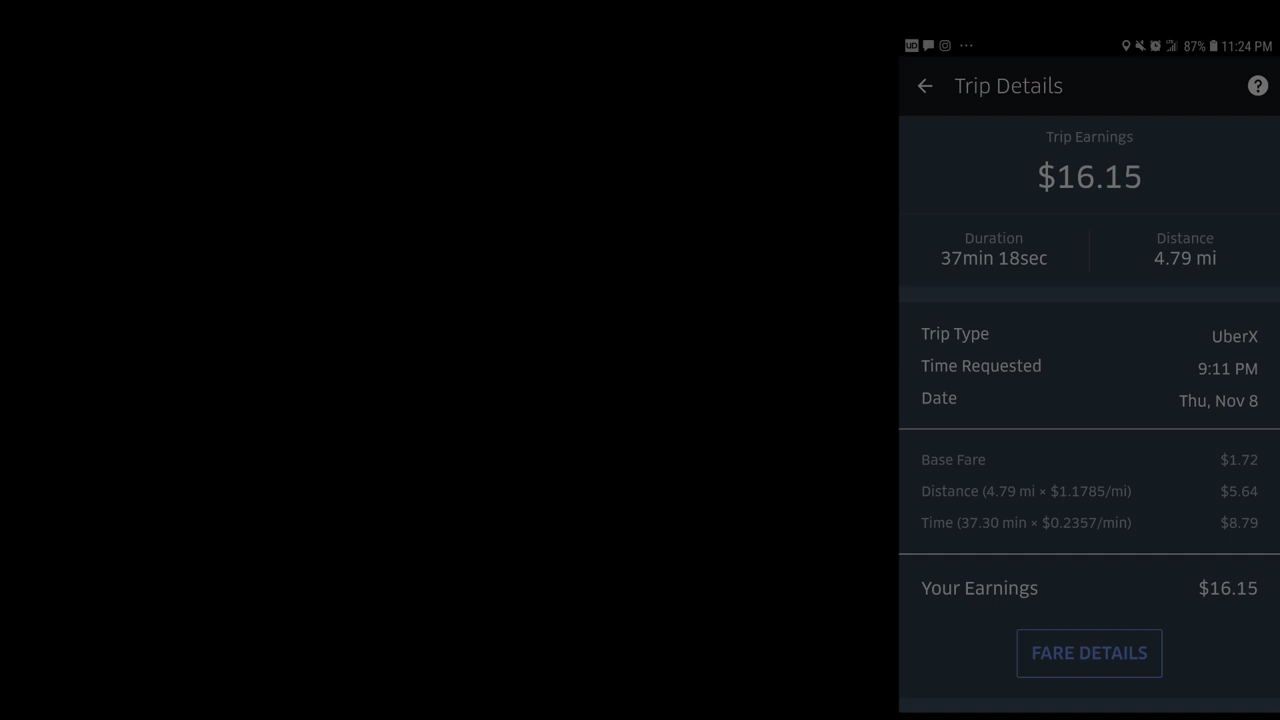 UD ... 87% 11:24 PM
Trip Details ?
Trip Earnings
$16.15
Duration Distance
37min 18sec 4.79 mi
Trip Type UberX
Time Requested 9:11 PM
Date Thu, Nov 8
Base Fare $1.72
Distance (4.79 mi × $1.1785/mi) $5.64
Time (37.30 min × $0.2357/min) $8.79
Your Earnings $16.15
FARE DETAILS